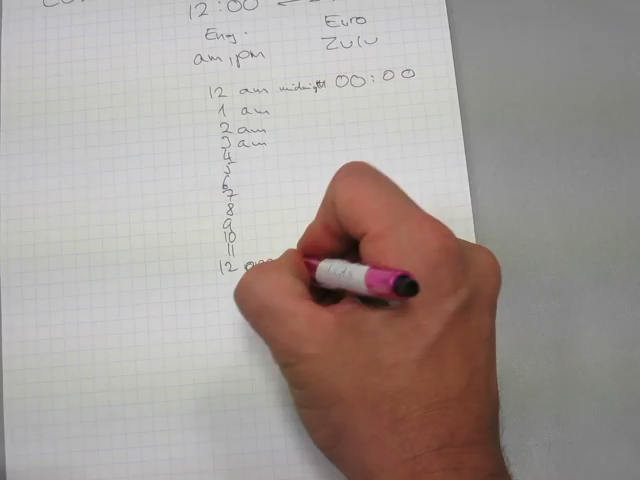 12:00
Eng. Euro
am, pm Zulu
12 am midnight 00:00
1 am
2 am
3 am
4
5
6
7
8
9
10
11
12